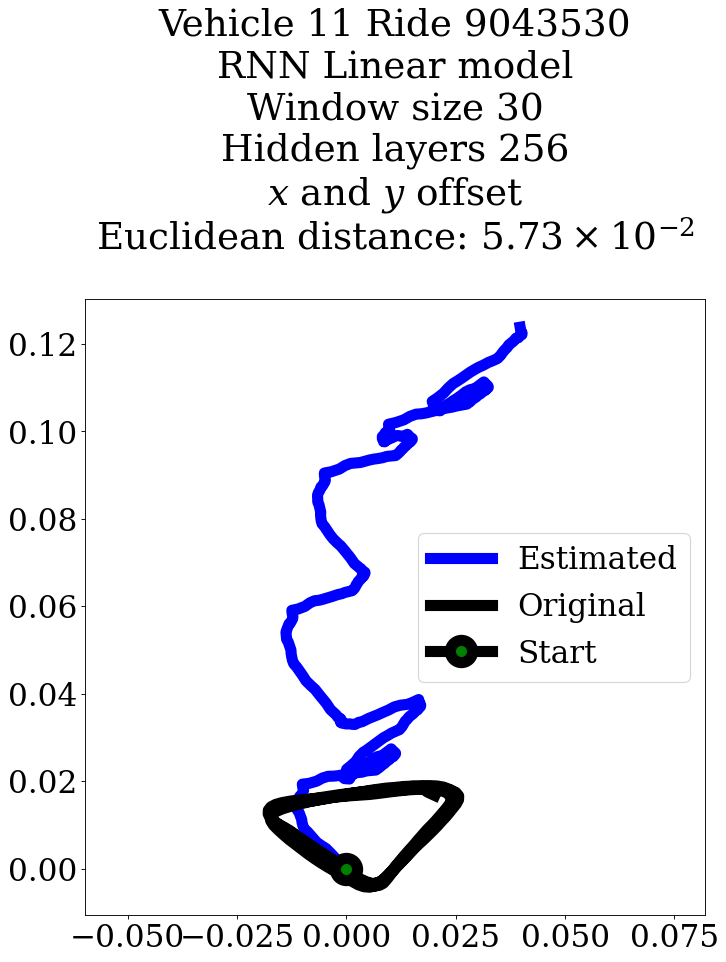 Vehicle 11 Ride 9043530
RNN Linear model
Window size 30
Hidden layers 256
x and y offset
Euclidean distance: 5.73 × 10⁻²
0.12
0.10
0.08
0.06
0.04
0.02
0.00
Estimated
Original
Start
−0.050 −0.025 0.000 0.025 0.050 0.075